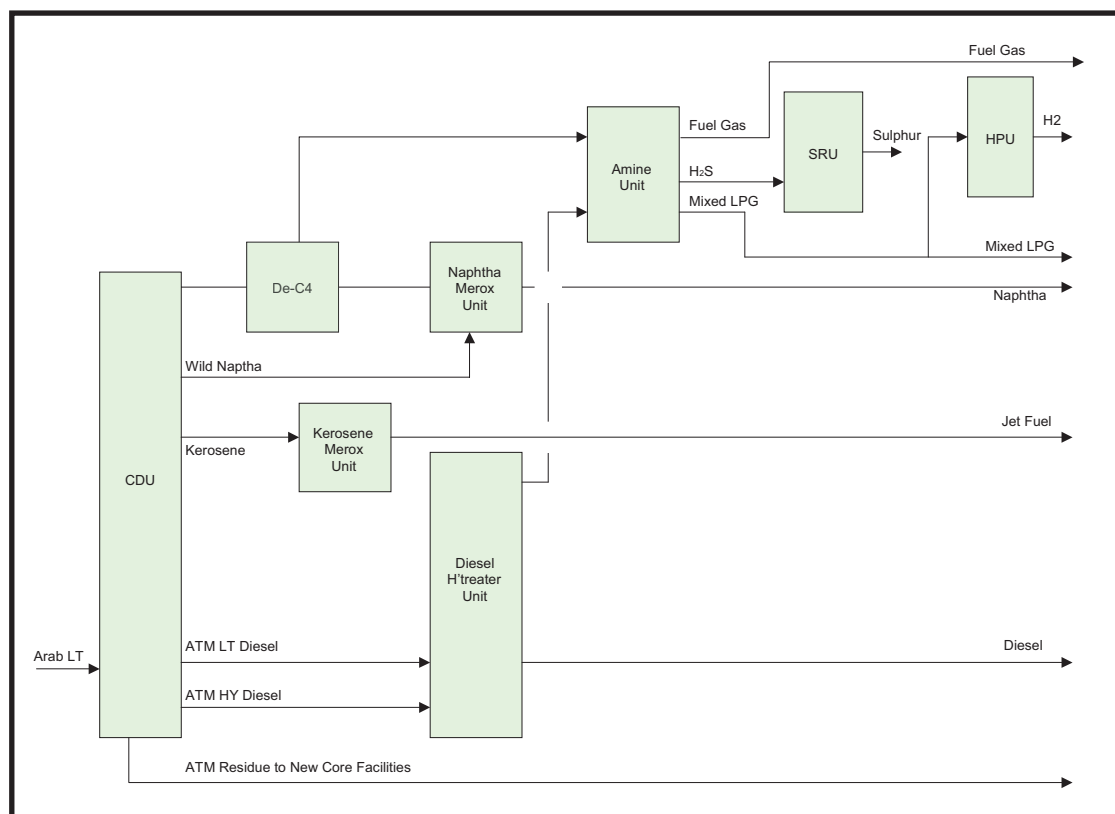 Fuel Gas
H2
HPU
Sulphur
SRU
Fuel Gas
Amine
Unit
H₂S
Mixed LPG
Mixed LPG
De-C4
Naphtha
Merox
Unit
Naphtha
Wild Naptha
Kerosene
Merox
Unit
Jet Fuel
Kerosene
CDU
Diesel
H'treater
Unit
Arab LT
ATM LT Diesel
Diesel
ATM HY Diesel
ATM Residue to New Core Facilities